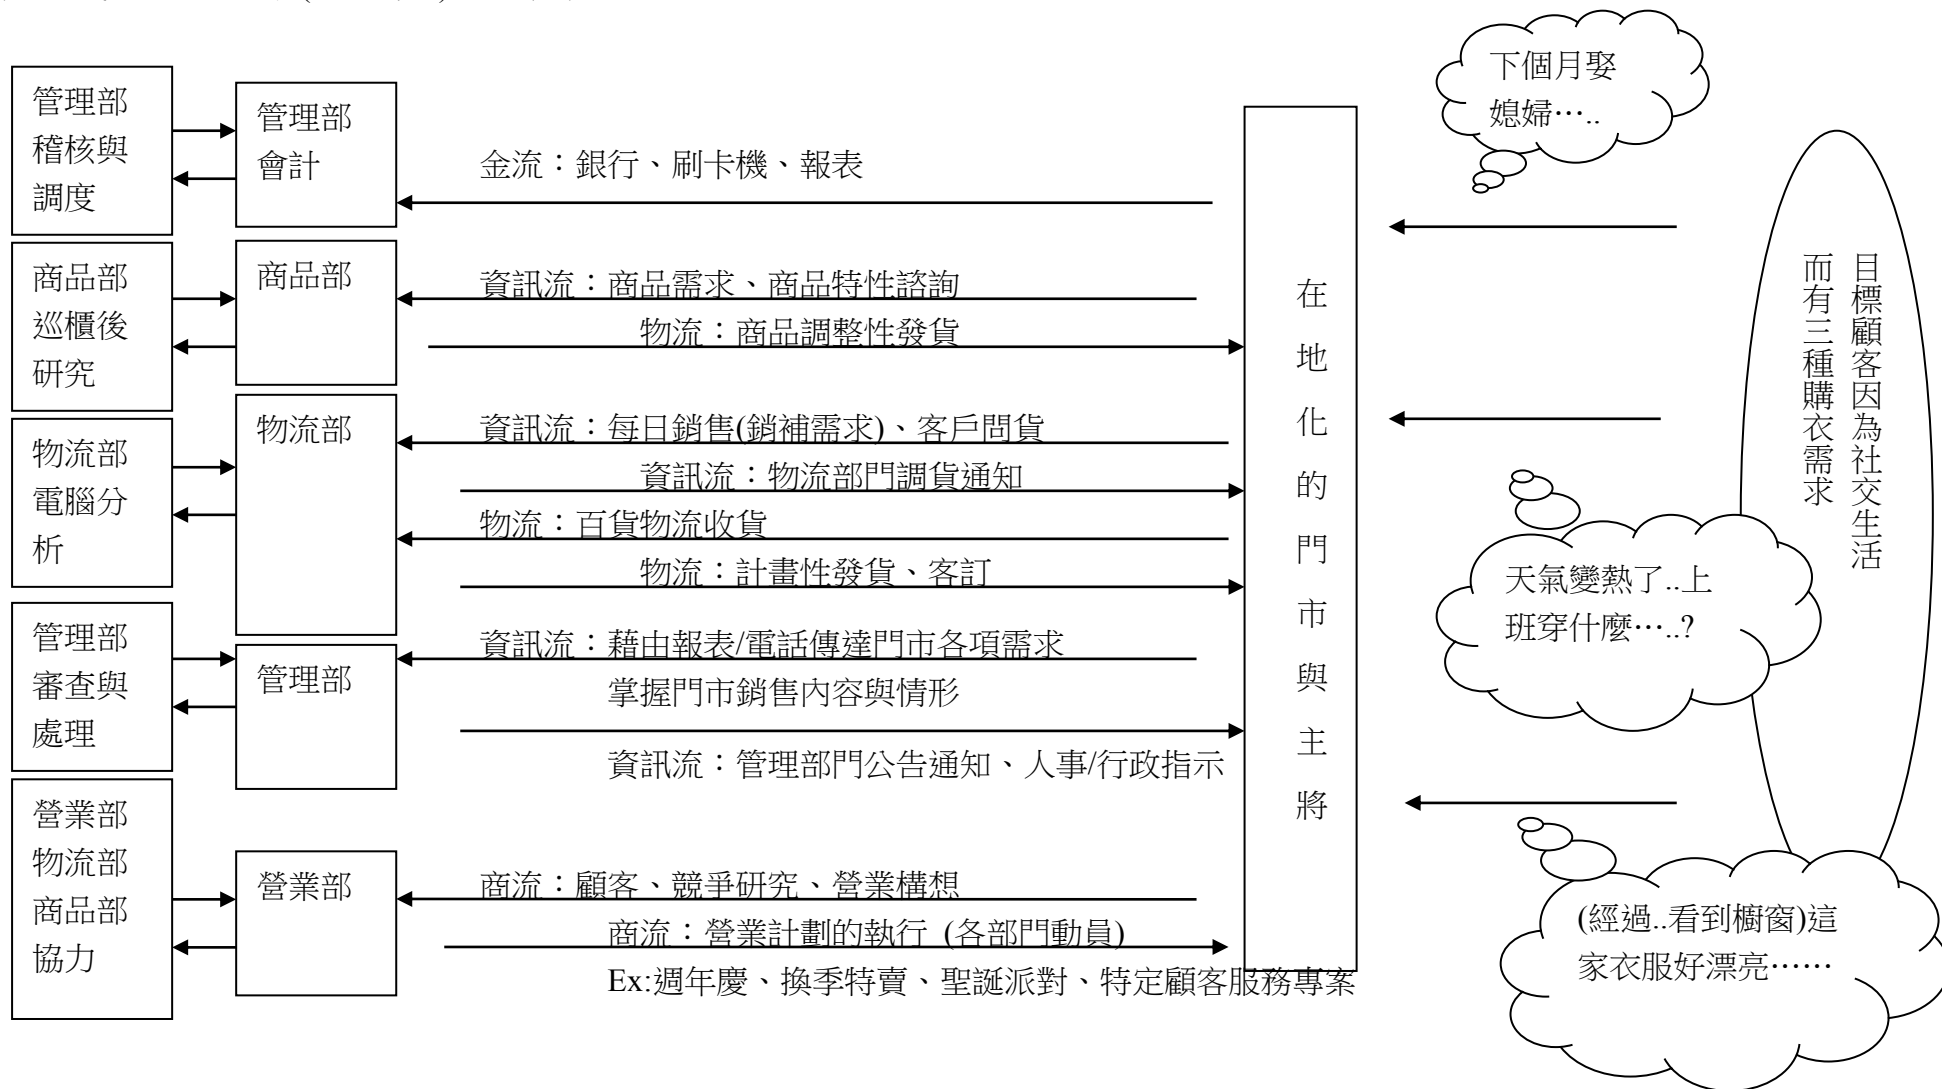 管理部
稽核與
調度
管理部
會計
金流：銀行、刷卡機、報表
商品部
巡櫃後
研究
商品部
資訊流：商品需求、商品特性諮詢
物流：商品調整性發貨
物流部
電腦分
析
物流部
資訊流：每日銷售(銷補需求)、客戶問貨
資訊流：物流部門調貨通知
物流：百貨物流收貨
物流：計畫性發貨、客訂
管理部
審查與
處理
管理部
資訊流：藉由報表/電話傳達門市各項需求
掌握門市銷售內容與情形
資訊流：管理部門公告通知、人事/行政指示
營業部
物流部
商品部
協力
營業部
商流：顧客、競爭研究、營業構想
商流：營業計劃的執行 (各部門動員)
Ex:週年慶、換季特賣、聖誕派對、特定顧客服務專案
在地化的門市與主將
下個月娶
媳婦…..
目標顧客因為社交生活
而有三種購衣需求
天氣變熱了..上
班穿什麼…..?
(經過..看到櫥窗)這
家衣服好漂亮……